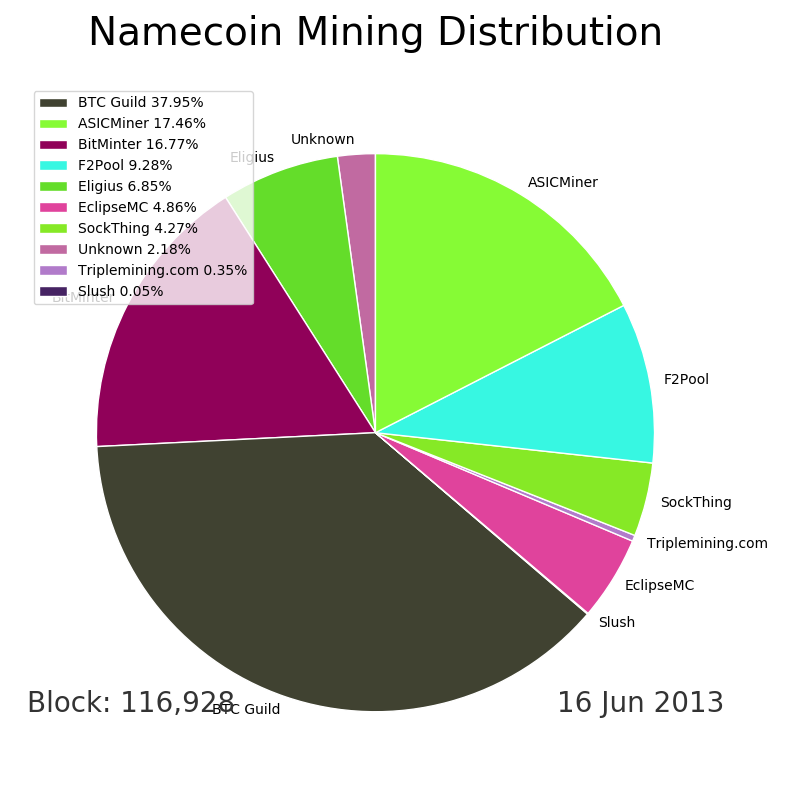 Namecoin Mining Distribution
BTC Guild 37.95%
ASICMiner 17.46%
BitMinter 16.77%
F2Pool 9.28%
Eligius 6.85%
EclipseMC 4.86%
SockThing 4.27%
Unknown 2.18%
Triplemining.com 0.35%
Slush 0.05%
Unknown
Eligius
ASICMiner
BitMinter
F2Pool
SockThing
Triplemining.com
EclipseMC
Slush
BTC Guild
Block: 116,928
16 Jun 2013